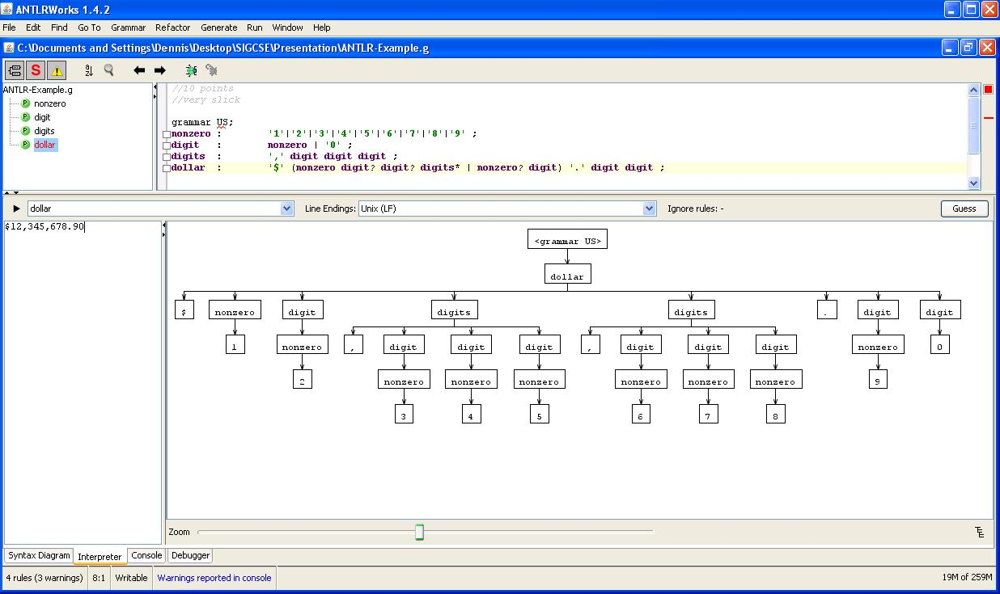 ANTLRWorks 1.4.2
File Edit Find Go To Grammar Refactor Generate Run Window Help
C:\Documents and Settings\Dennis\Desktop\SIGCSE\Presentation\ANTLR-Example.g
S
ANTLR-Example.g
P nonzero
P digit
P digits
P dollar
//10 points
//very slick
grammar US;
nonzero : '1'|'2'|'3'|'4'|'5'|'6'|'7'|'8'|'9' ;
digit : nonzero | '0' ;
digits : ',' digit digit digit ;
dollar : '$' (nonzero digit? digit? digits* | nonzero? digit) '.' digit digit ;
dollar Line Endings: Unix (LF) Ignore rules: - Guess
$12,345,678.90
<grammar US>
dollar
$ nonzero digit digits digits . digit digit
1 nonzero , digit digit digit , digit digit digit nonzero 0
2 nonzero nonzero nonzero nonzero nonzero nonzero 9
3 4 5 6 7 8
Zoom
Syntax Diagram Interpreter Console Debugger
4 rules (3 warnings) 8:1 Writable Warnings reported in console 19M of 259M